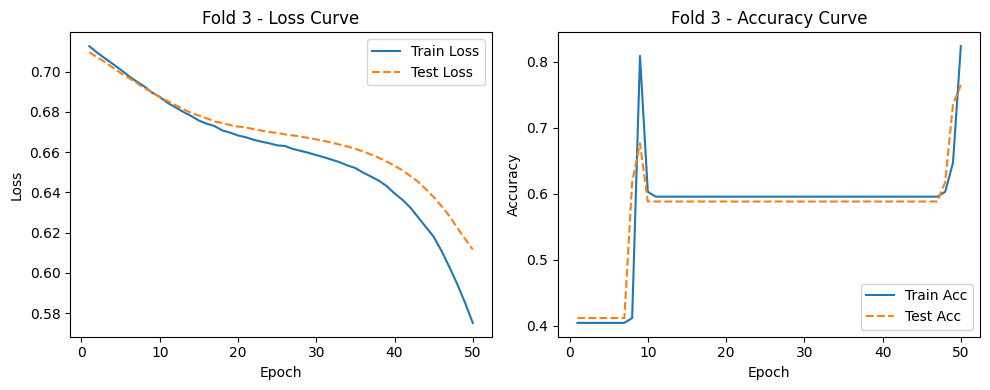 Fold 3 - Loss Curve
Train Loss
Test Loss
Loss
0.70
0.68
0.66
0.64
0.62
0.60
0.58
0 10 20 30 40 50
Epoch
Fold 3 - Accuracy Curve
Accuracy
0.8
0.7
0.6
0.5
0.4
Train Acc
Test Acc
0 10 20 30 40 50
Epoch